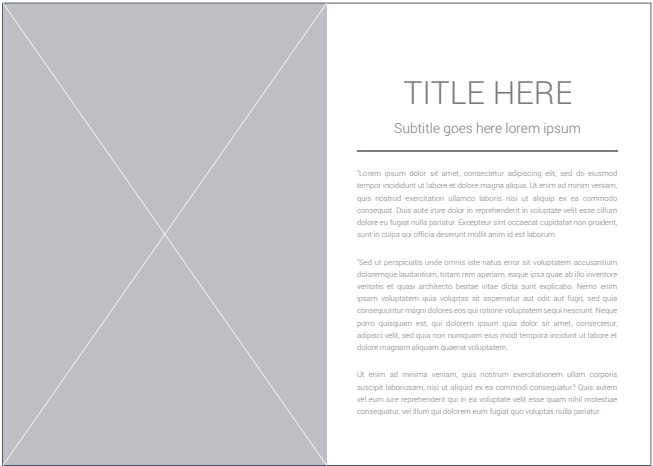 TITLE HERE
Subtitle goes here lorem ipsum
"Lorem ipsum dolor sit amet, consectetur adipiscing elit, sed do eiusmod
tempor incididunt ut labore et dolore magna aliqua. Ut enim ad minim veniam,
quis nostrud exercitation ullamco laboris nisi ut aliquip ex ea commodo
consequat. Duis aute irure dolor in reprehenderit in voluptate velit esse cillum
dolore eu fugiat nulla pariatur. Excepteur sint occaecat cupidatat non proident,
sunt in culpa qui officia deserunt mollit anim id est laborum.
"Sed ut perspiciatis unde omnis iste natus error sit voluptatem accusantium
doloremque laudantium, totam rem aperiam, eaque ipsa quae ab illo inventore
veritatis et quasi architecto beatae vitae dicta sunt explicabo. Nemo enim
ipsam voluptatem quia voluptas sit aspernatur aut odit aut fugit, sed quia
consequuntur magni dolores eos qui ratione voluptatem sequi nesciunt. Neque
porro quisquam est, qui dolorem ipsum quia dolor sit amet, consectetur,
adipisci velit, sed quia non numquam eius modi tempora incidunt ut labore et
dolore magnam aliquam quaerat voluptatem.
Ut enim ad minima veniam, quis nostrum exercitationem ullam corporis
suscipit laboriosam, nisi ut aliquid ex ea commodi consequatur? Quis autem
vel eum iure reprehenderit qui in ea voluptate velit esse quam nihil molestiae
consequatur, vel illum qui dolorem eum fugiat quo voluptas nulla pariatur.